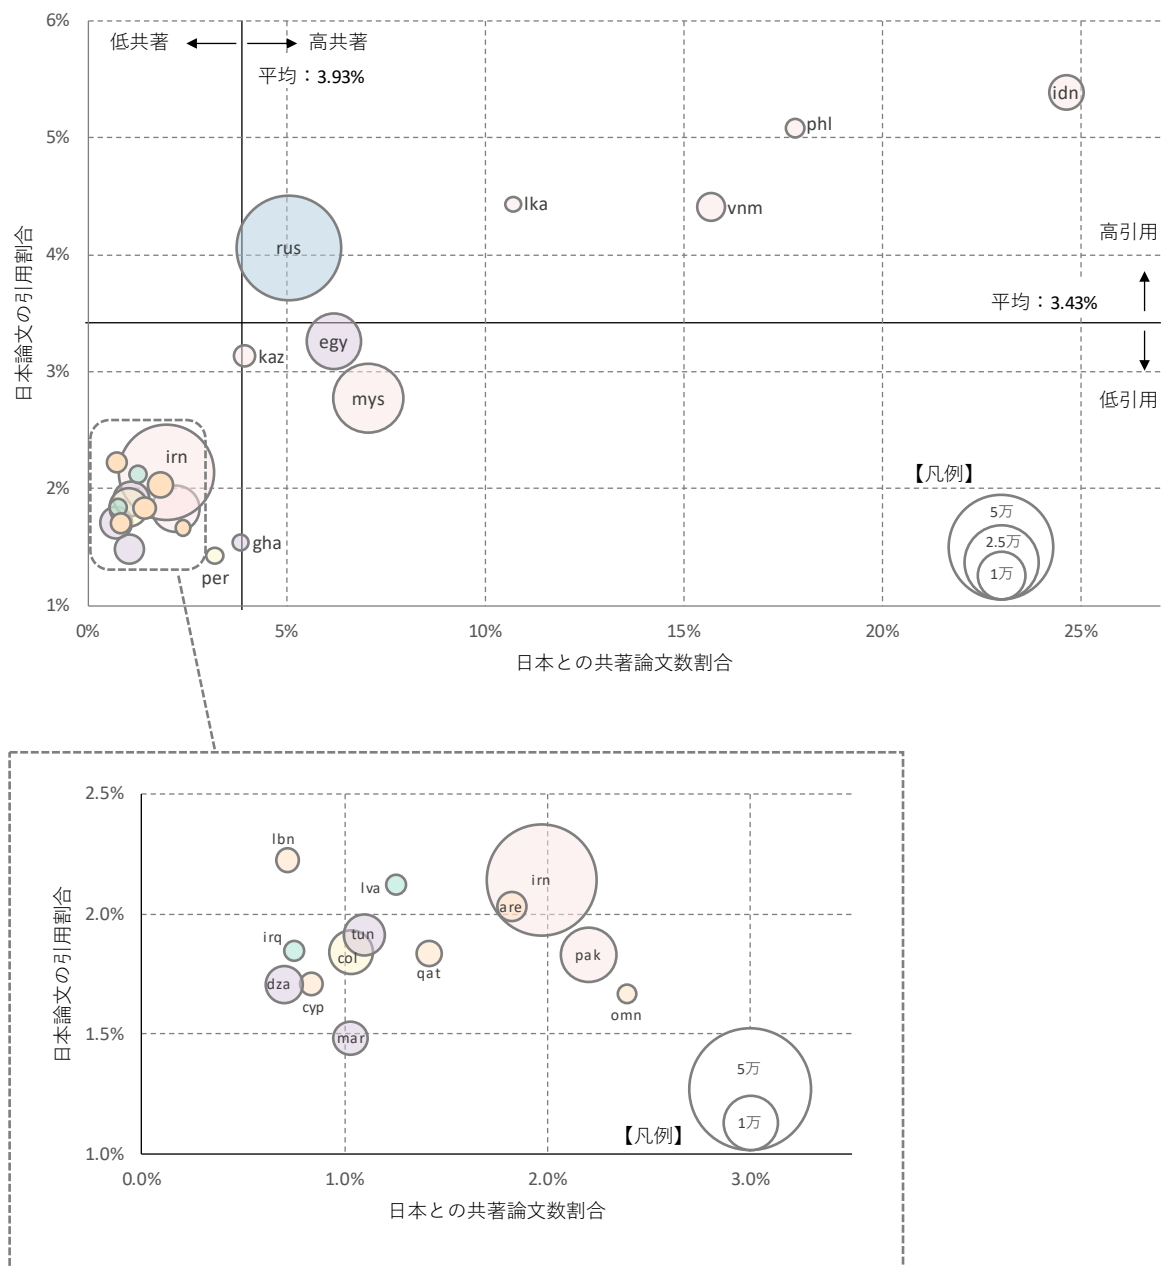 6%
低共著
高共著
平均：3.93%
idn
phl
5%
lka
vnm
rus
高引用
4%
平均：3.43%
egy
kaz
3%
mys
低引用
日本論文の引用割合
irn
【凡例】
2%
5万
2.5万
1万
gha
per
1%
0%
5%
10%
15%
20%
25%
日本との共著論文数割合
2.5%
lbn
lva
irn
2.0%
are
irq
tun
col
qat
pak
dza
cyp
omn
1.5%
mar
日本論文の引用割合
5万
1万
【凡例】
1.0%
0.0%
1.0%
2.0%
3.0%
日本との共著論文数割合